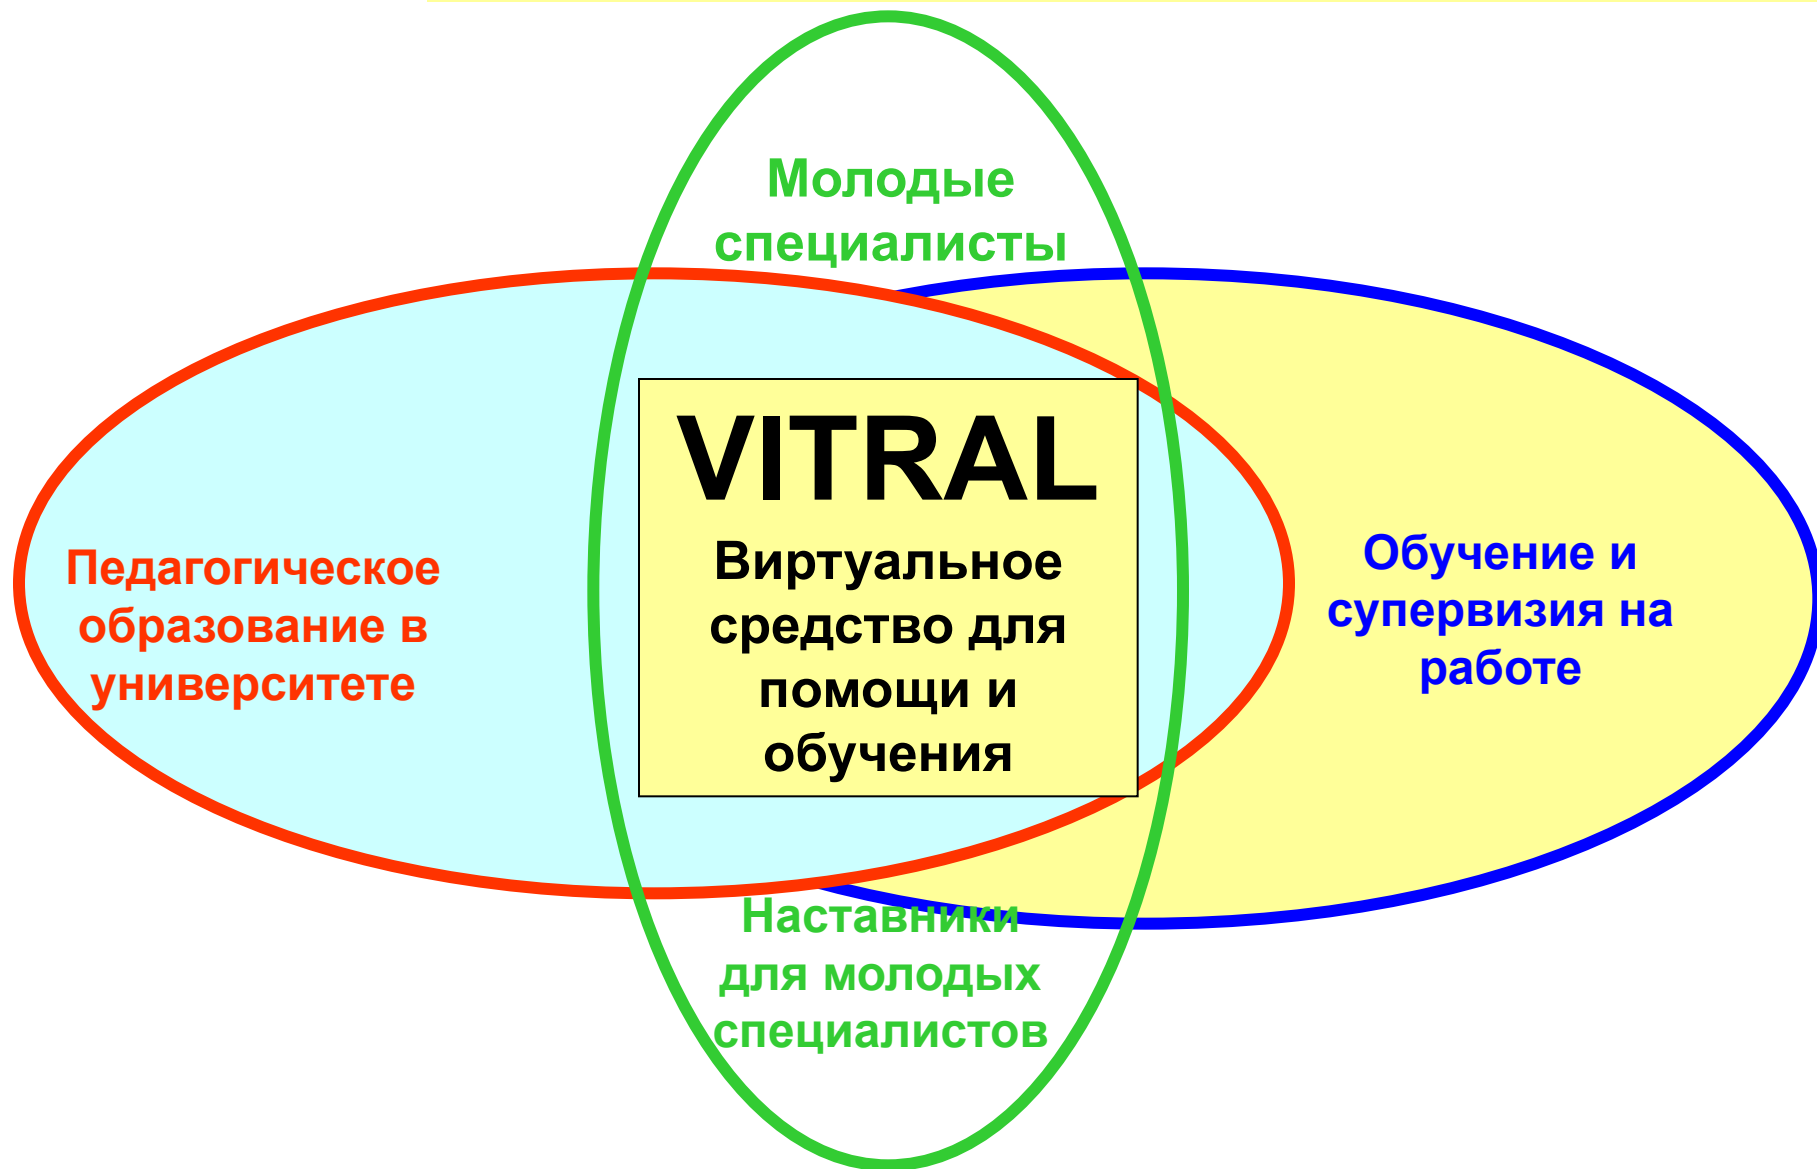 Молодые
специалисты
VITRAL
Виртуальное
средство для
помощи и
обучения
Педагогическое
образование в
университете
Обучение и
супервизия на
работе
Наставники
для молодых
специалистов